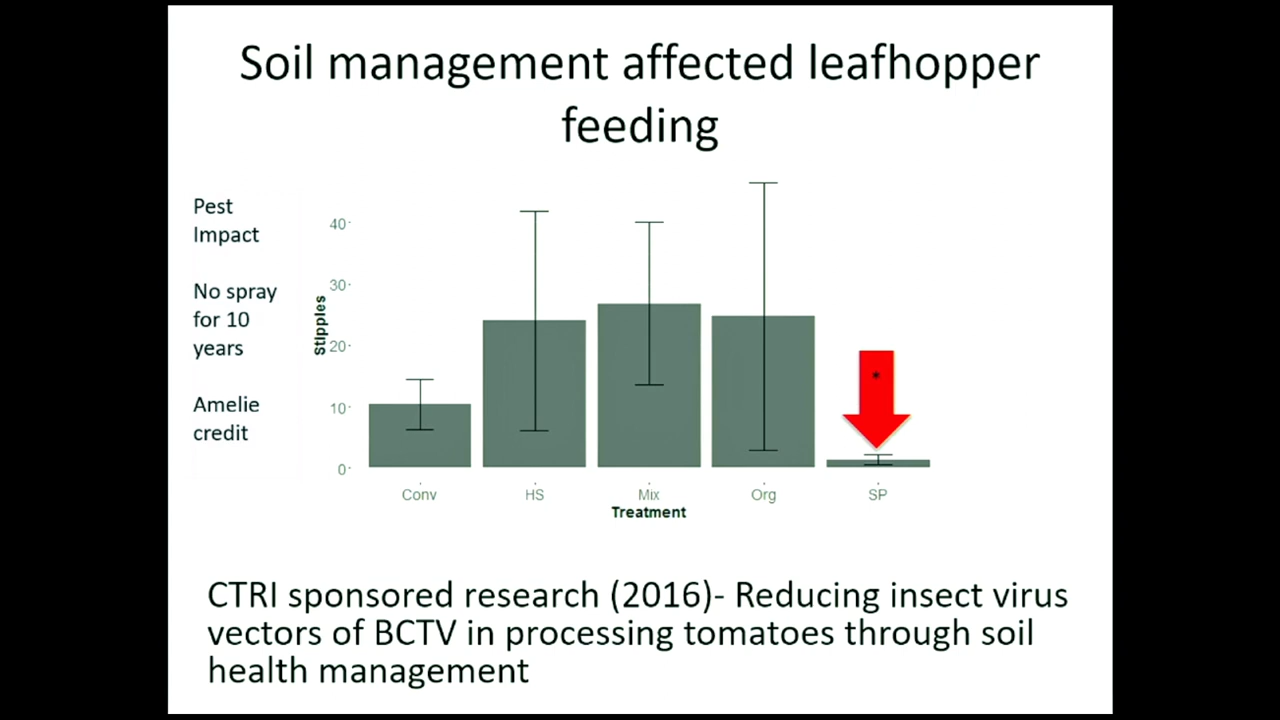 Soil management affected leafhopper
feeding
Pest
Impact
No spray
for 10
years
Amelie
credit
40
30
20
10
0
Stipples
*
Conv HS Mix Org SP
Treatment
CTRI sponsored research (2016)- Reducing insect virus
vectors of BCTV in processing tomatoes through soil
health management